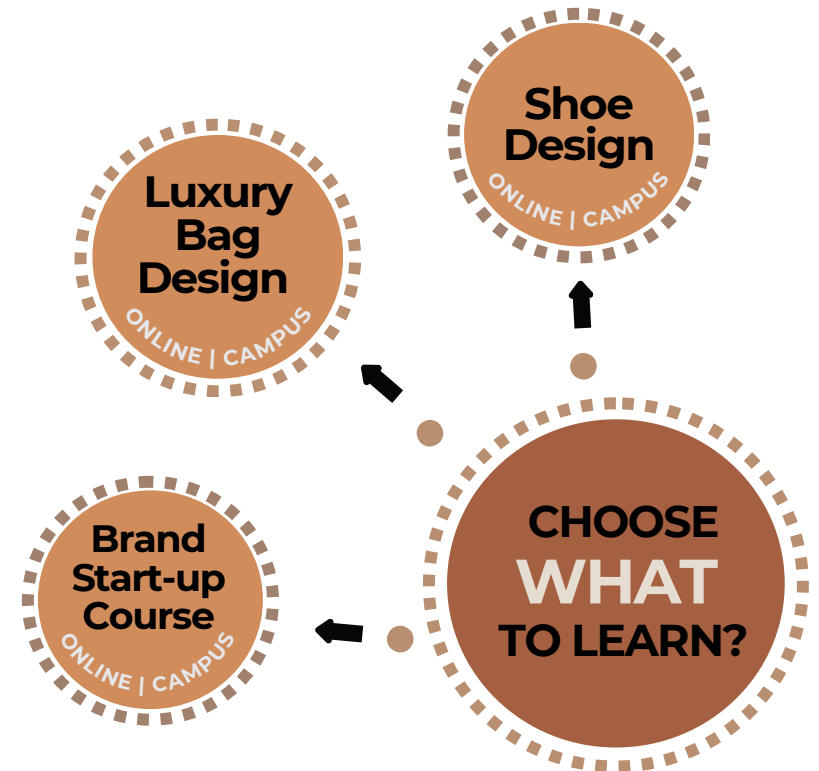 Shoe
Design
ONLINE | CAMPUS
Luxury
Bag
Design
ONLINE | CAMPUS
Brand
Start-up
Course
ONLINE | CAMPUS
CHOOSE
WHAT
TO LEARN?